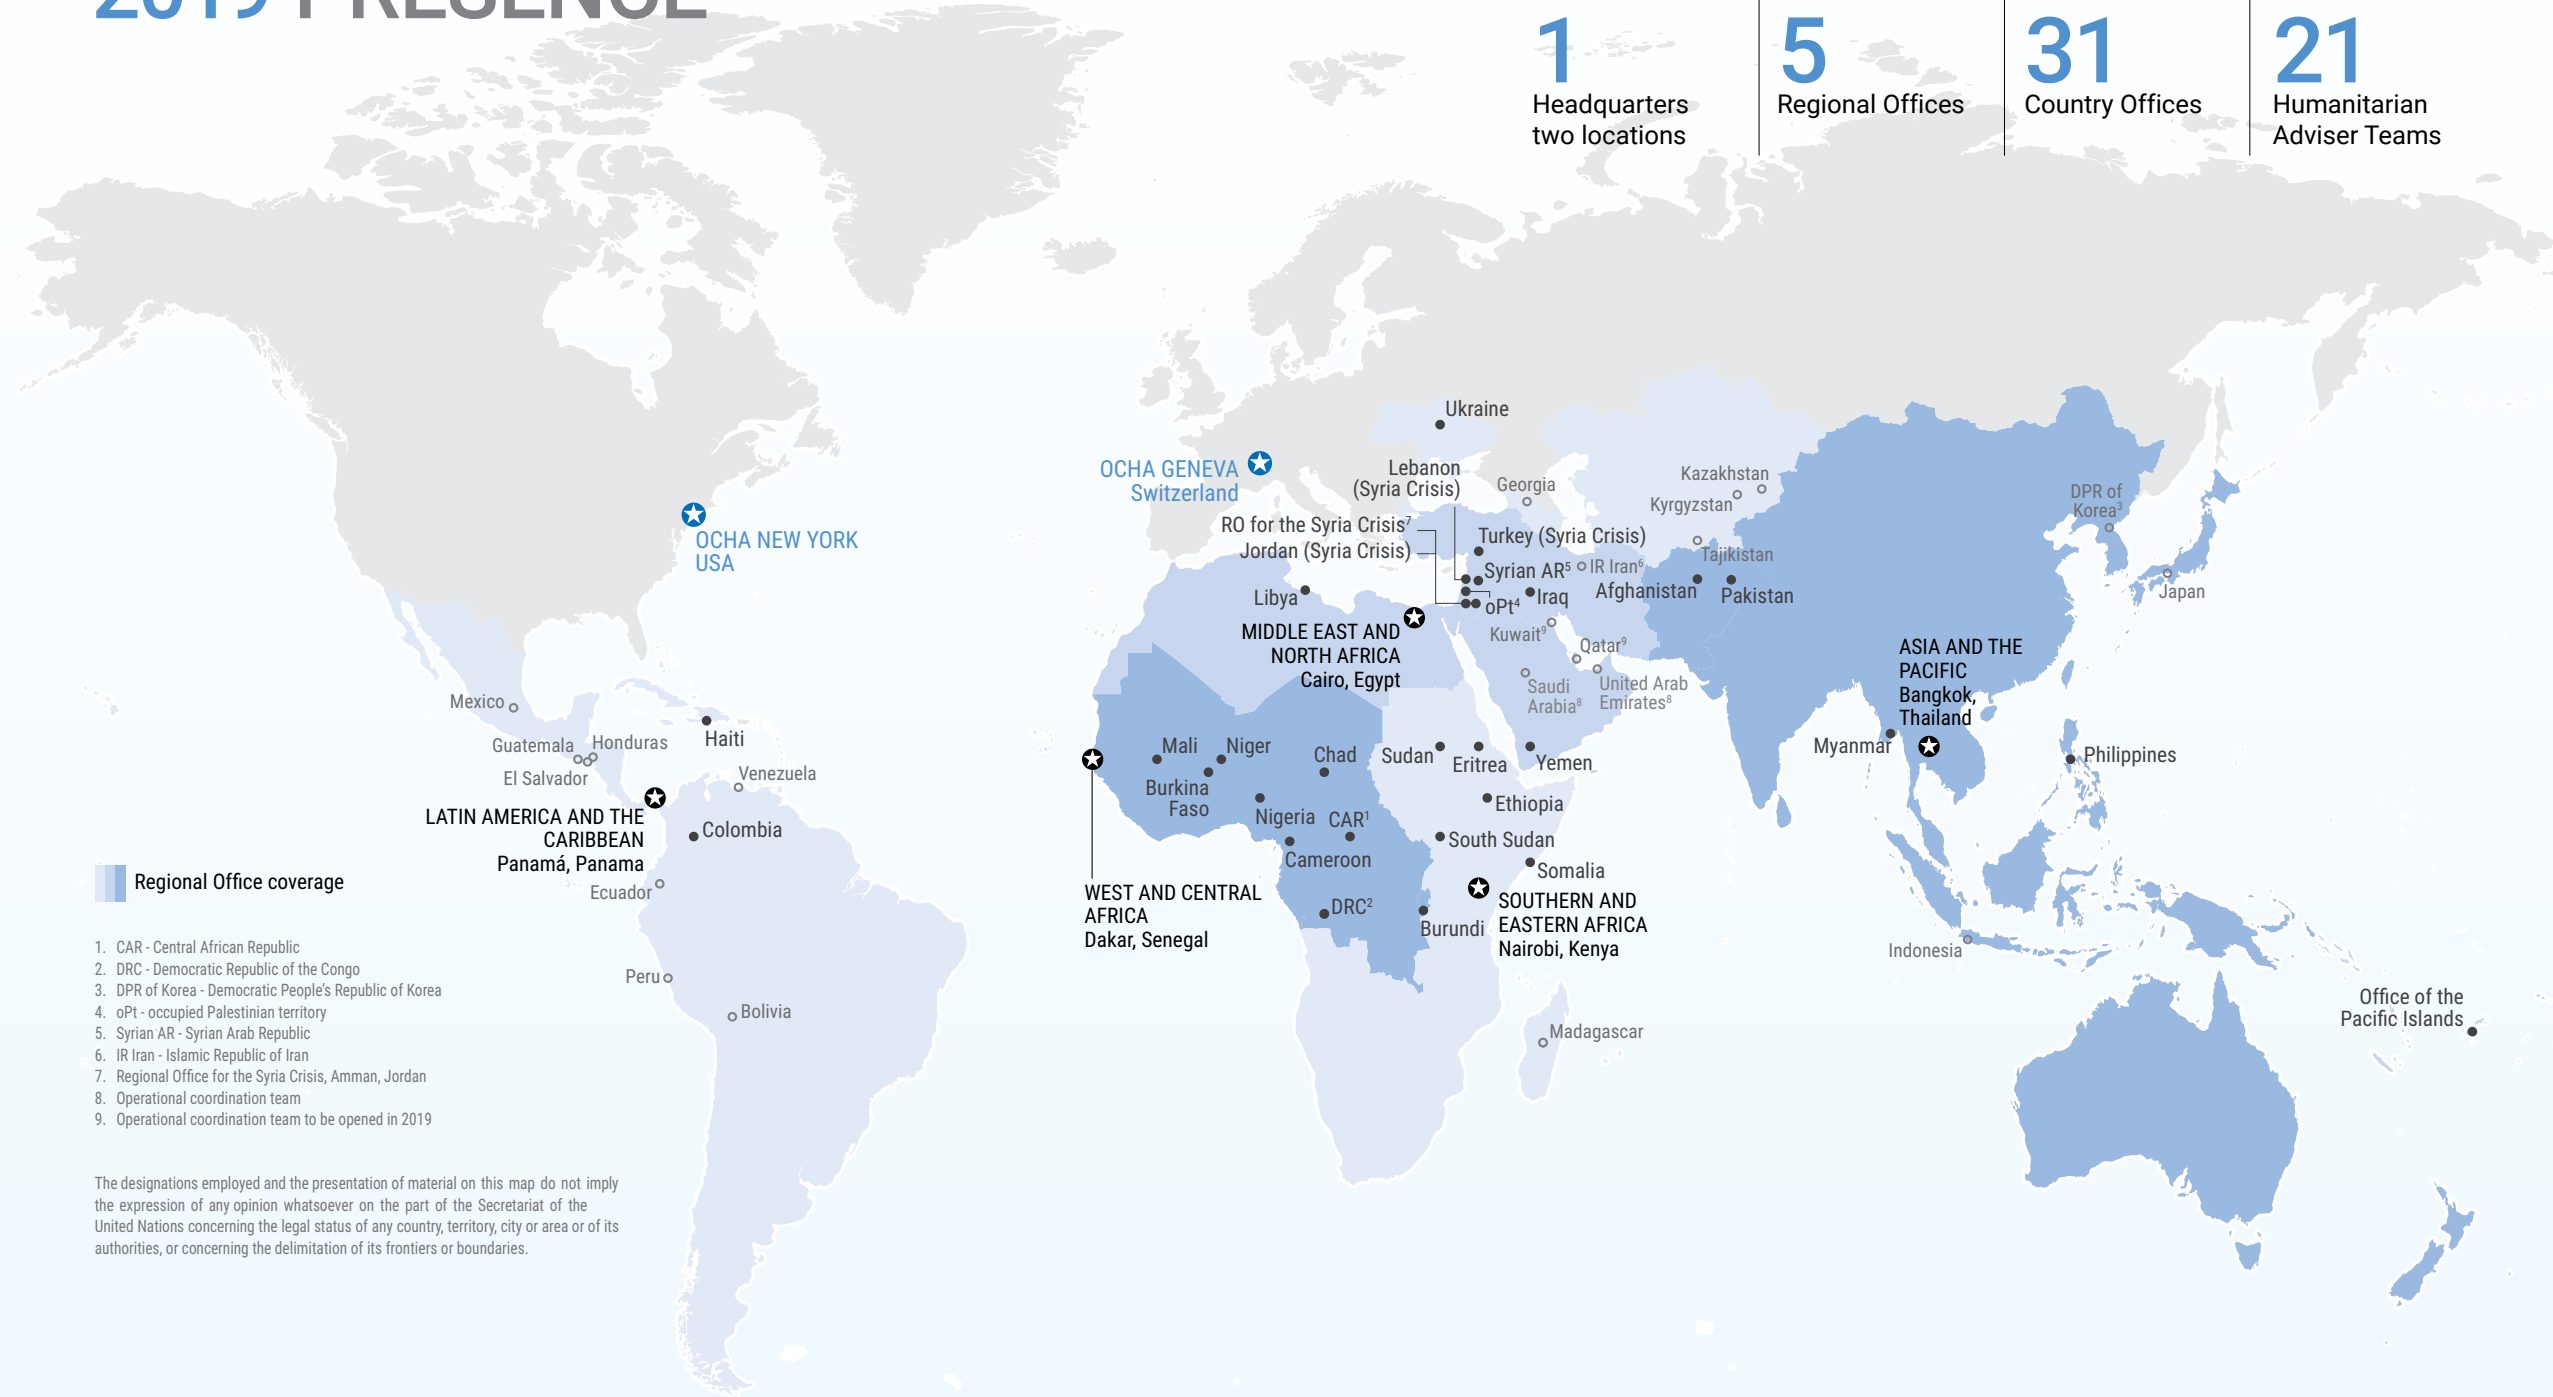 2019 PRESENCE
1
Headquarters
two locations
5
Regional Offices
31
Country Offices
21
Humanitarian
Adviser Teams
Ukraine
OCHA GENEVA
Switzerland
Lebanon
(Syria Crisis)
Georgia
Kazakhstan
Kyrgyzstan
DPR of
Korea3
RO for the Syria Crisis7
Jordan (Syria Crisis)
Turkey (Syria Crisis)
Tajikistan
OCHA NEW YORK
USA
Syrian AR5
IR Iran6
Afghanistan
Pakistan
Japan
Libya
oPt4
Iraq
Kuwait9
Qatar9
MIDDLE EAST AND
NORTH AFRICA
Cairo, Egypt
Saudi
Arabia8
United Arab
Emirates8
ASIA AND THE
PACIFIC
Bangkok,
Thailand
Mexico
Haiti
Guatemala
Honduras
El Salvador
Venezuela
Mali
Niger
Chad
Sudan
Eritrea
Yemen
Myanmar
Philippines
Burkina
Faso
Nigeria
CAR1
Ethiopia
LATIN AMERICA AND THE
CARIBBEAN
Panamá, Panama
Colombia
Cameroon
South Sudan
Somalia
Regional Office coverage
Ecuador
WEST AND CENTRAL
AFRICA
Dakar, Senegal
DRC2
Burundi
SOUTHERN AND
EASTERN AFRICA
Nairobi, Kenya
Indonesia
Peru
Bolivia
Madagascar
Office of the
Pacific Islands
1. CAR - Central African Republic
2. DRC - Democratic Republic of the Congo
3. DPR of Korea - Democratic People's Republic of Korea
4. oPt - occupied Palestinian territory
5. Syrian AR - Syrian Arab Republic
6. IR Iran - Islamic Republic of Iran
7. Regional Office for the Syria Crisis, Amman, Jordan
8. Operational coordination team
9. Operational coordination team to be opened in 2019
The designations employed and the presentation of material on this map do not imply
the expression of any opinion whatsoever on the part of the Secretariat of the
United Nations concerning the legal status of any country, territory, city or area or of its
authorities, or concerning the delimitation of its frontiers or boundaries.